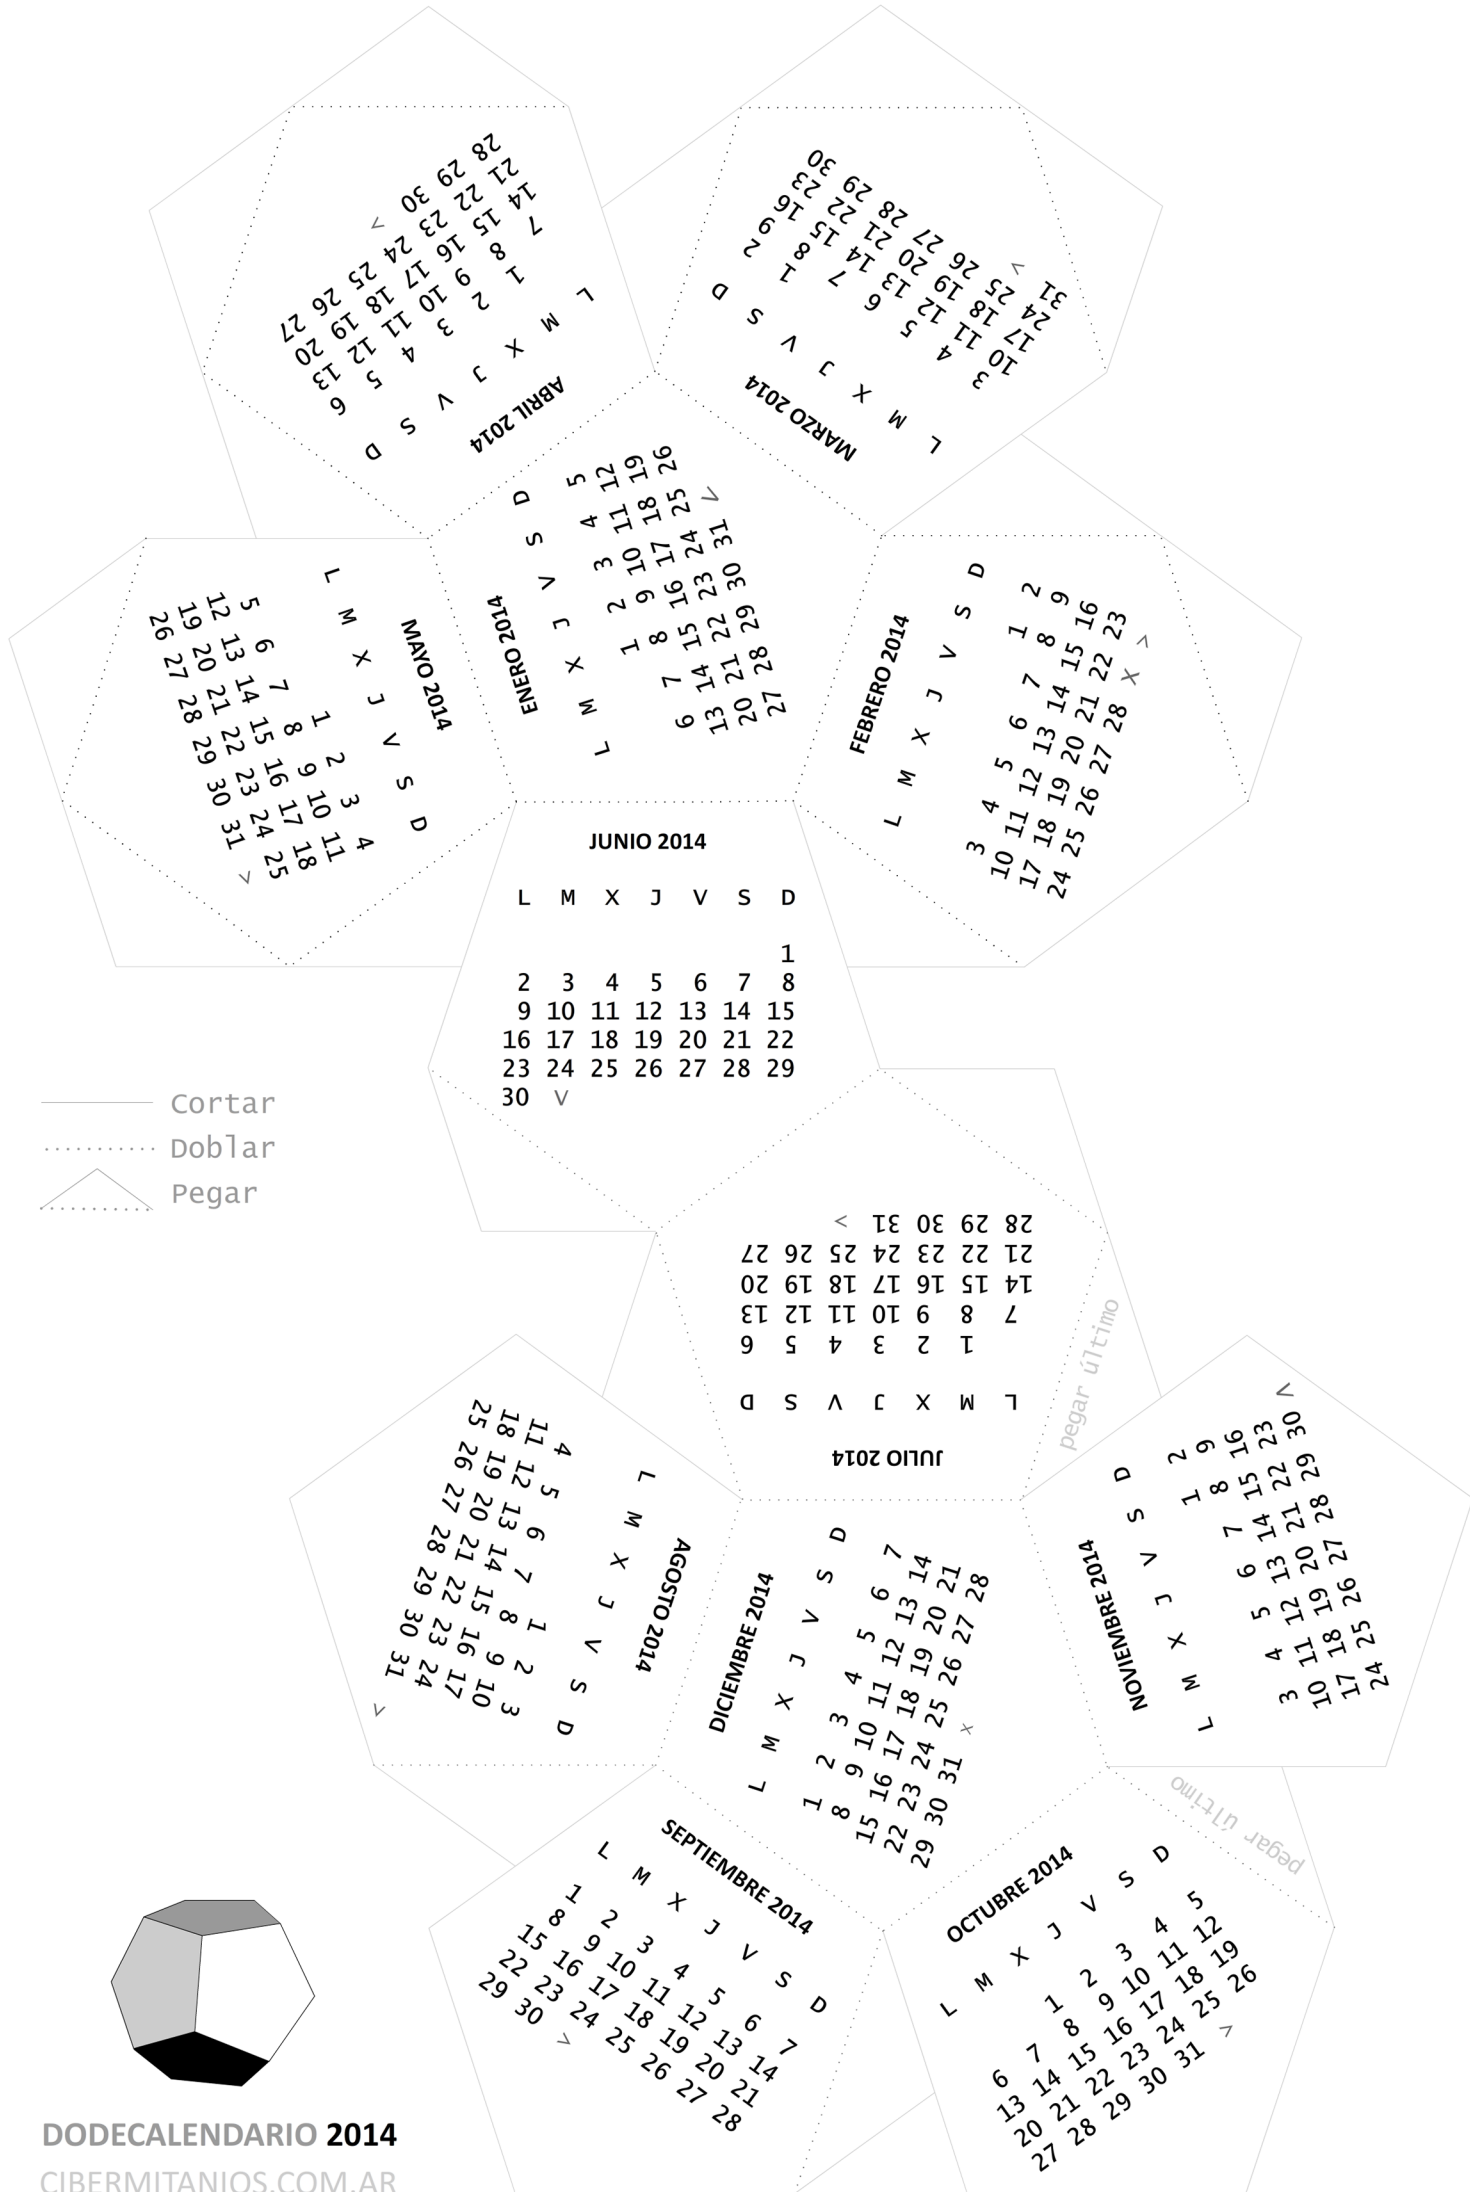 ABRIL 2014
L M X J V S D
1 2 3 4 5 6
7 8 9 10 11 12 13
14 15 16 17 18 19 20
21 22 23 24 25 26 27
28 29 30 >
MARZO 2014
L M X J V S D
1 2
3 4 5 6 7 8 9
10 11 12 13 14 15 16
17 18 19 20 21 22 23
24 25 26 27 28 29 30
31 >
ENERO 2014
L M X J V S D
1 2 3 4 5
6 7 8 9 10 11 12
13 14 15 16 17 18 19
20 21 22 23 24 25 26
27 28 29 30 31 V
MAYO 2014
L M X J V S D
1 2 3 4
5 6 7 8 9 10 11
12 13 14 15 16 17 18
19 20 21 22 23 24 25
26 27 28 29 30 31 >
FEBRERO 2014
L M X J V S D
1 2
3 4 5 6 7 8 9
10 11 12 13 14 15 16
17 18 19 20 21 22 23
24 25 26 27 28 X >
JUNIO 2014
L M X J V S D
1
2 3 4 5 6 7 8
9 10 11 12 13 14 15
16 17 18 19 20 21 22
23 24 25 26 27 28 29
30 V
Cortar
Doblar
Pegar
JULIO 2014
L M X J V S D
1 2 3 4 5 6
7 8 9 10 11 12 13
14 15 16 17 18 19 20
21 22 23 24 25 26 27
28 29 30 31 >
pegar último
AGOSTO 2014
L M X J V S D
1 2 3
4 5 6 7 8 9 10
11 12 13 14 15 16 17
18 19 20 21 22 23 24
25 26 27 28 29 30 31 >
DICIEMBRE 2014
L M X J V S D
1 2 3 4 5 6 7
8 9 10 11 12 13 14
15 16 17 18 19 20 21
22 23 24 25 26 27 28
29 30 31 x
NOVIEMBRE 2014
L M X J V S D
1 2
3 4 5 6 7 8 9
10 11 12 13 14 15 16
17 18 19 20 21 22 23
24 25 26 27 28 29 30 V
pegar último
SEPTIEMBRE 2014
L M X J V S D
1 2 3 4 5 6 7
8 9 10 11 12 13 14
15 16 17 18 19 20 21
22 23 24 25 26 27 28
29 30 >
OCTUBRE 2014
L M X J V S D
1 2 3 4 5
6 7 8 9 10 11 12
13 14 15 16 17 18 19
20 21 22 23 24 25 26
27 28 29 30 31 >
DODECALENDARIO 2014
CIBERMITANIOS.COM.AR